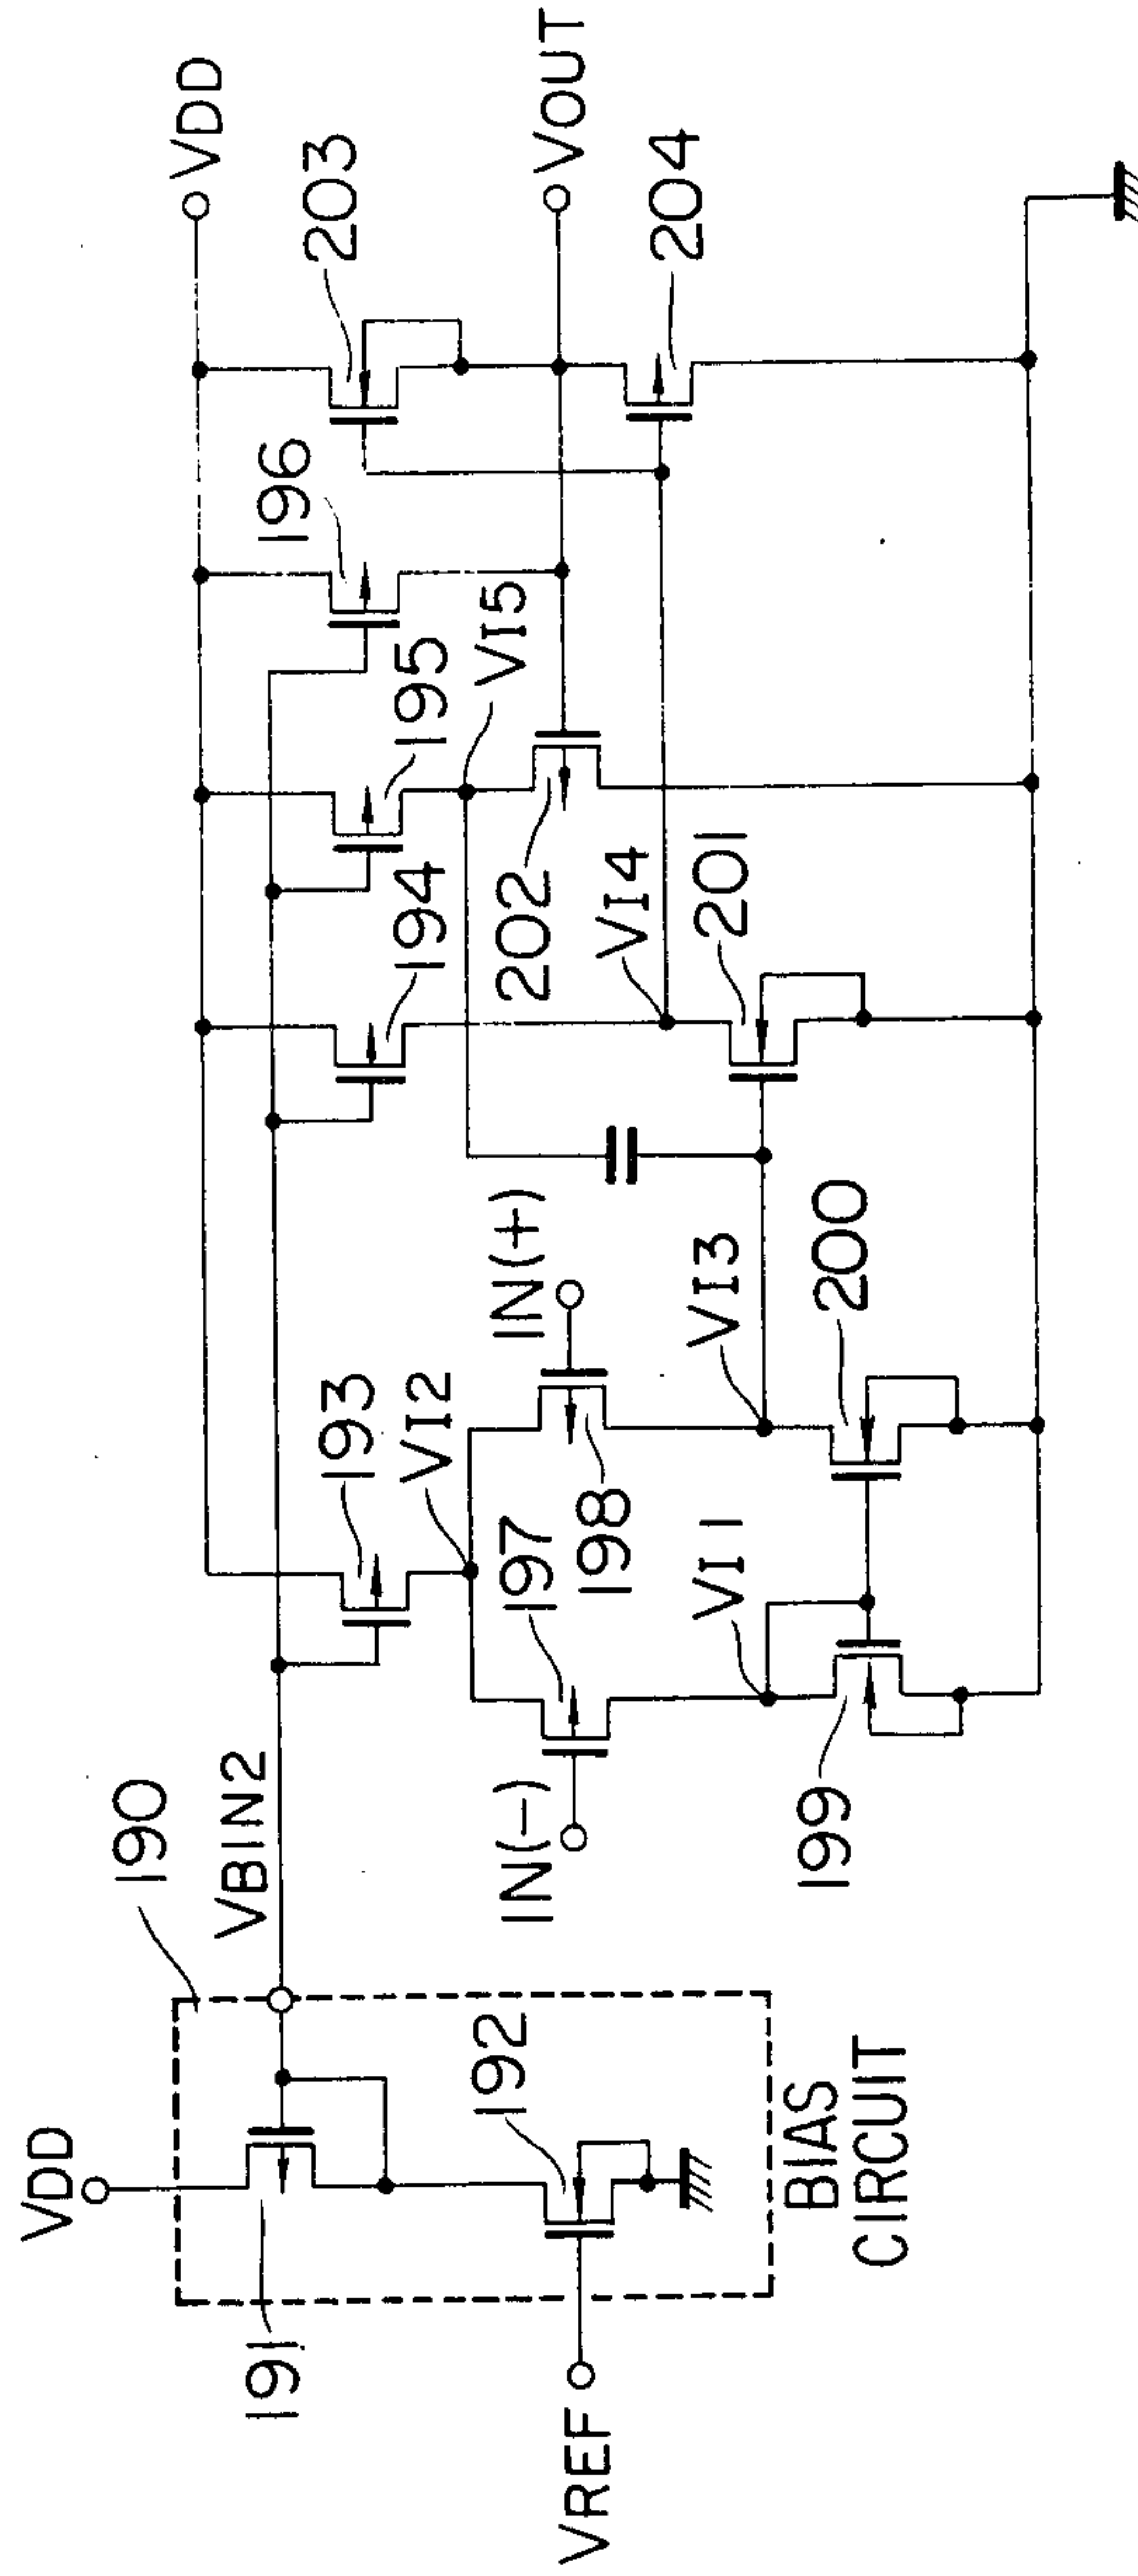 VDD
191
VREF
192
BIAS
CIRCUIT
190
VBIN2
IN(-)
199
197
VI1
193
VI2
198
IN(+)
VI3
200
194
195
202
VI4
201
VI5
196
203
VDD
VOUT
204